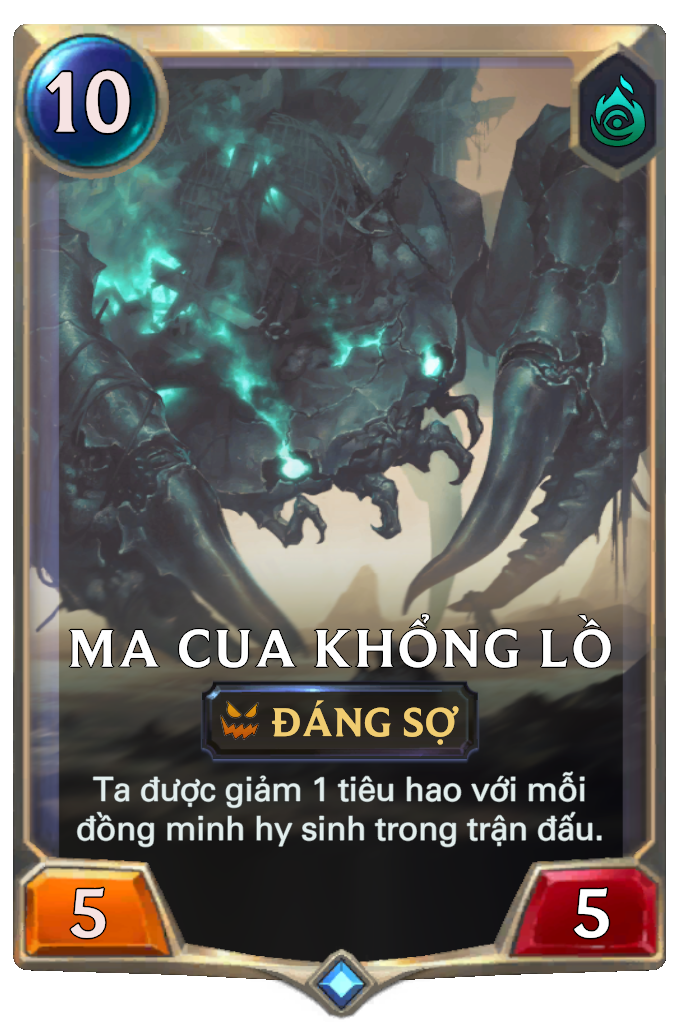 10
MA CUA KHỔNG LỒ
ĐÁNG SỢ
Ta được giảm 1 tiêu hao với mỗi
đồng minh hy sinh trong trận đấu.
5
5